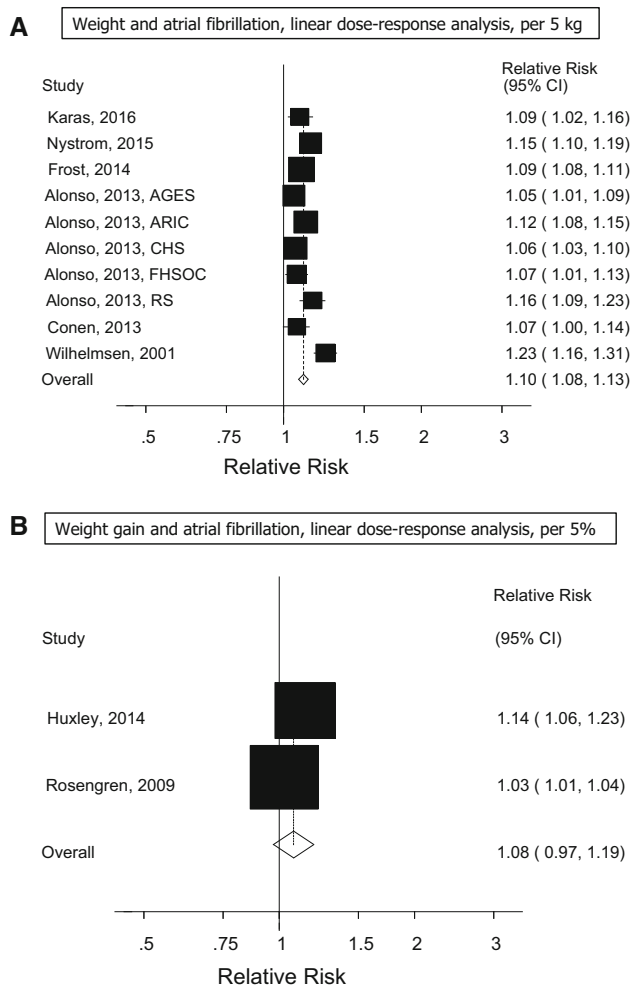 A
Weight and atrial fibrillation, linear dose-response analysis, per 5 kg
Relative Risk
Study (95% CI)
Karas, 2016 1.09 ( 1.02, 1.16)
Nystrom, 2015 1.15 ( 1.10, 1.19)
Frost, 2014 1.09 ( 1.08, 1.11)
Alonso, 2013, AGES 1.05 ( 1.01, 1.09)
Alonso, 2013, ARIC 1.12 ( 1.08, 1.15)
Alonso, 2013, CHS 1.06 ( 1.03, 1.10)
Alonso, 2013, FHSOC 1.07 ( 1.01, 1.13)
Alonso, 2013, RS 1.16 ( 1.09, 1.23)
Conen, 2013 1.07 ( 1.00, 1.14)
Wilhelmsen, 2001 1.23 ( 1.16, 1.31)
Overall 1.10 ( 1.08, 1.13)
.5 .75 1 1.5 2 3
Relative Risk
B
Weight gain and atrial fibrillation, linear dose-response analysis, per 5%
Relative Risk
Study (95% CI)
Huxley, 2014 1.14 ( 1.06, 1.23)
Rosengren, 2009 1.03 ( 1.01, 1.04)
Overall 1.08 ( 0.97, 1.19)
.5 .75 1 1.5 2 3
Relative Risk